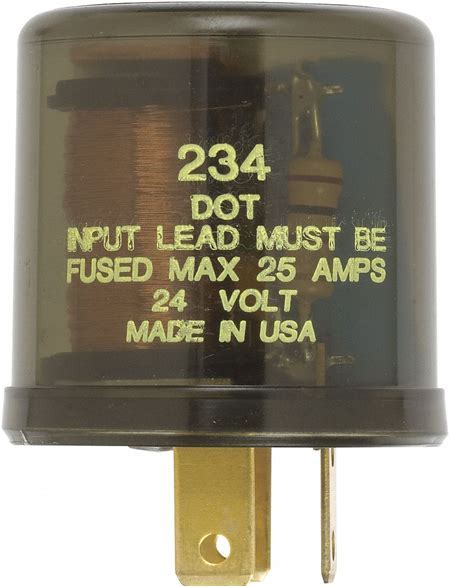 234
DOT
INPUT LEAD MUST BE
FUSED MAX 25 AMPS
24 VOLT
MADE IN USA